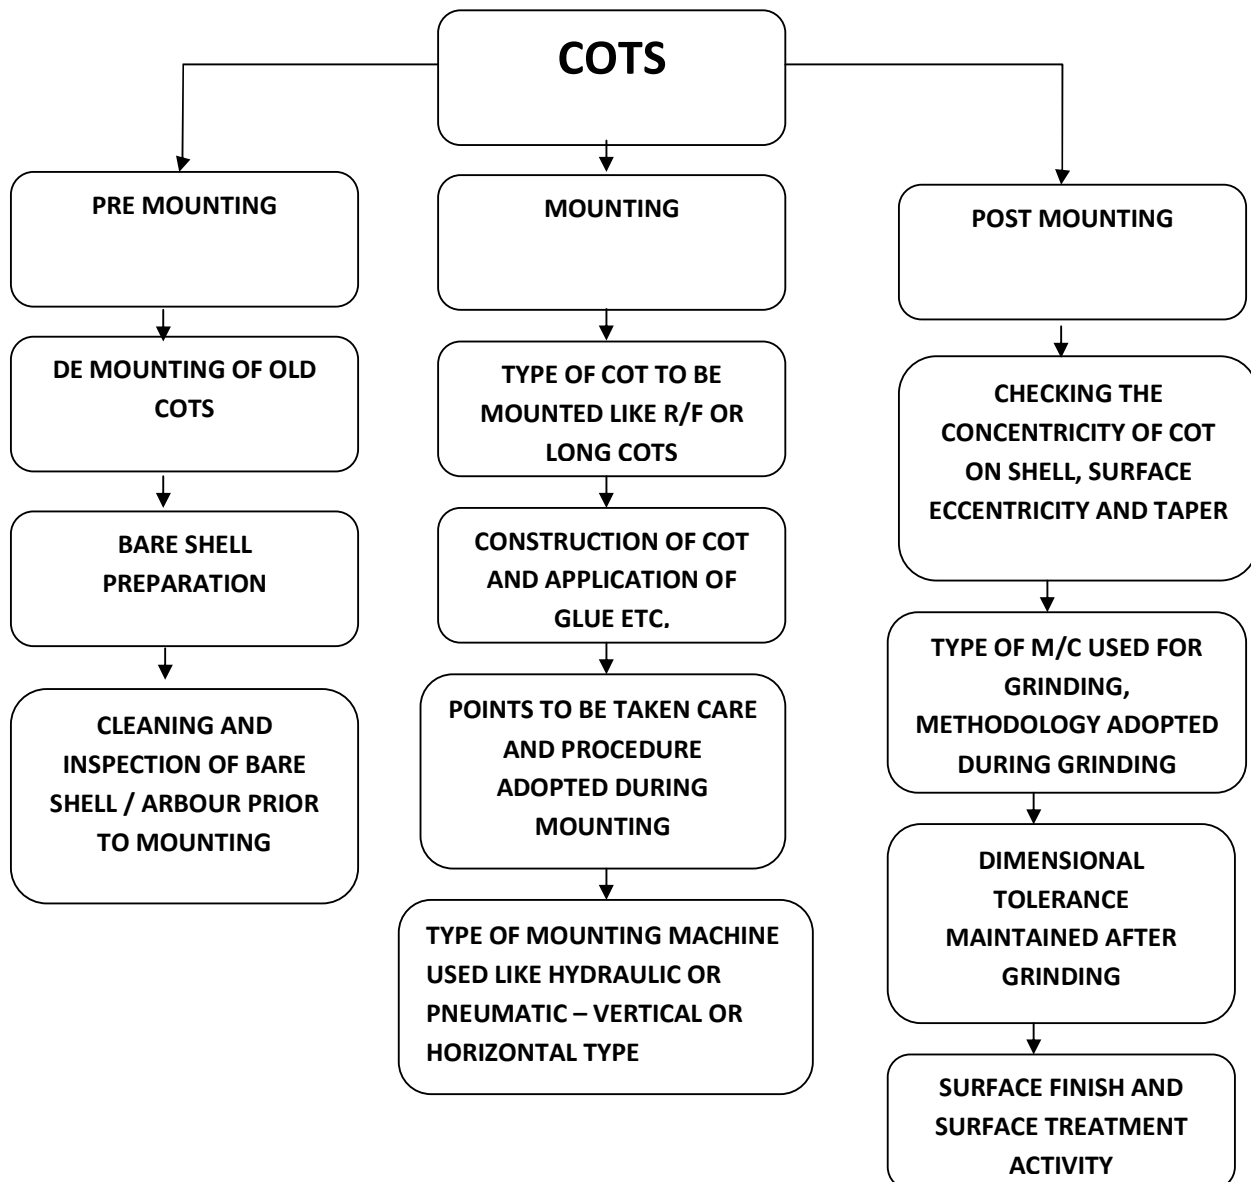 COTS
PRE MOUNTING
DE MOUNTING OF OLD
COTS
BARE SHELL
PREPARATION
CLEANING AND
INSPECTION OF BARE
SHELL / ARBOUR PRIOR
TO MOUNTING
MOUNTING
TYPE OF COT TO BE
MOUNTED LIKE R/F OR
LONG COTS
CONSTRUCTION OF COT
AND APPLICATION OF
GLUE ETC.
POINTS TO BE TAKEN CARE
AND PROCEDURE
ADOPTED DURING
MOUNTING
TYPE OF MOUNTING MACHINE
USED LIKE HYDRAULIC OR
PNEUMATIC – VERTICAL OR
HORIZONTAL TYPE
POST MOUNTING
CHECKING THE
CONCENTRICITY OF COT
ON SHELL, SURFACE
ECCENTRICITY AND TAPER
TYPE OF M/C USED FOR
GRINDING,
METHODOLOGY ADOPTED
DURING GRINDING
DIMENSIONAL
TOLERANCE
MAINTAINED AFTER
GRINDING
SURFACE FINISH AND
SURFACE TREATMENT
ACTIVITY